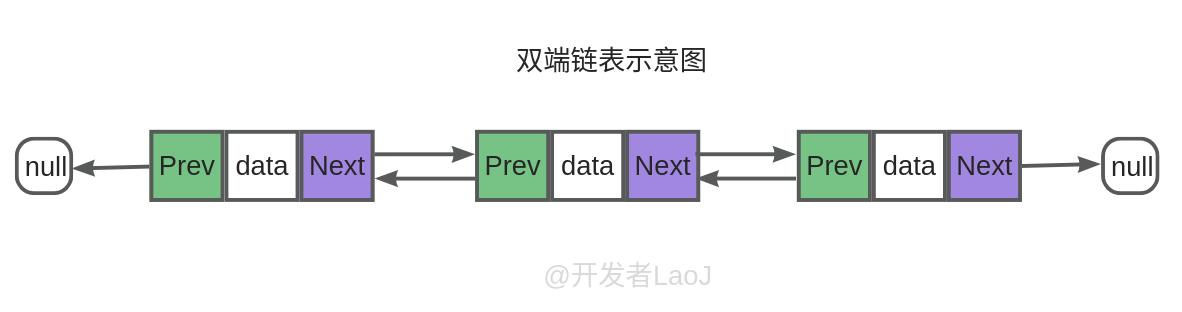 双端链表示意图
null Prev data Next Prev data Next Prev data Next null
@开发者LaoJ